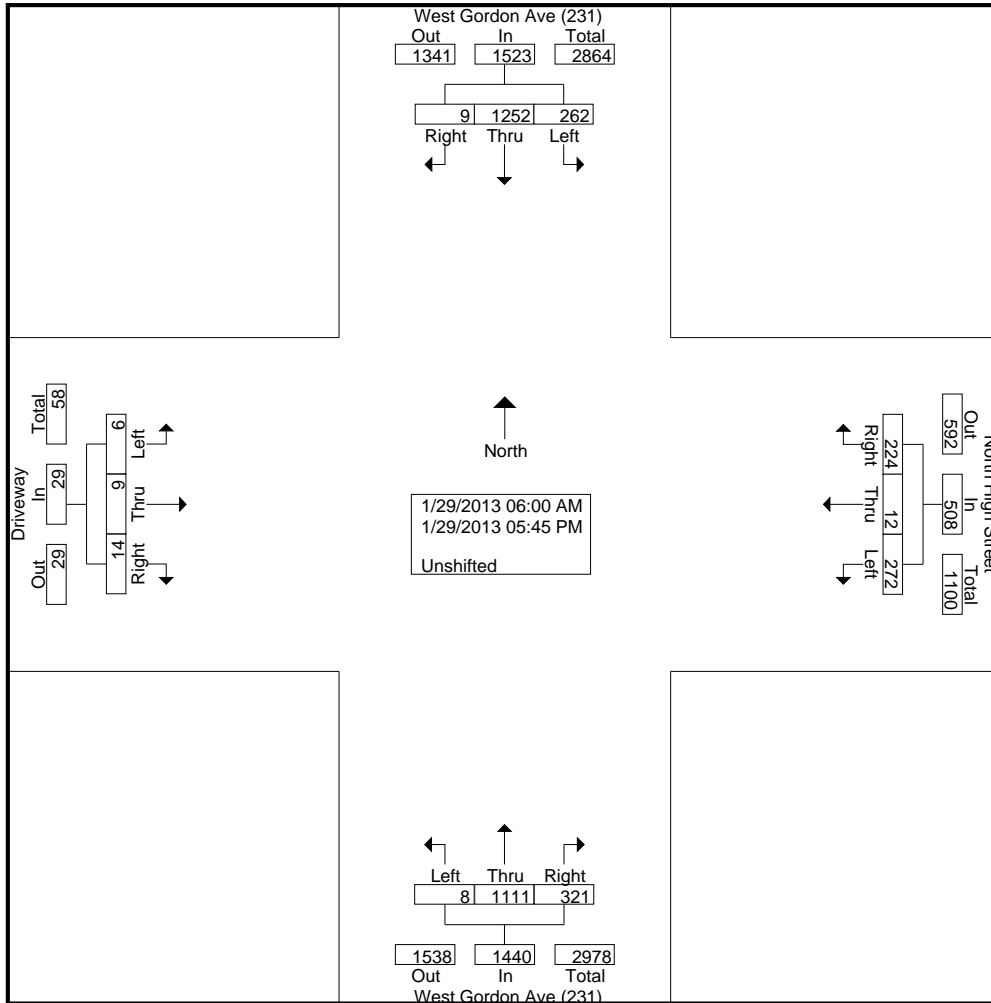 West Gordon Ave (231)
Out In Total
1341 1523 2864
9 1252 262
Right Thru Left
North
1/29/2013 06:00 AM
1/29/2013 05:45 PM
Unshifted
Driveway
Total In Out
58 29 29
6 9 14
Left Thru Right
North High Street
Out In Total
592 508 1100
224 12 272
Right Thru Left
Left Thru Right
8 1111 321
1538 1440 2978
Out In Total
West Gordon Ave (231)